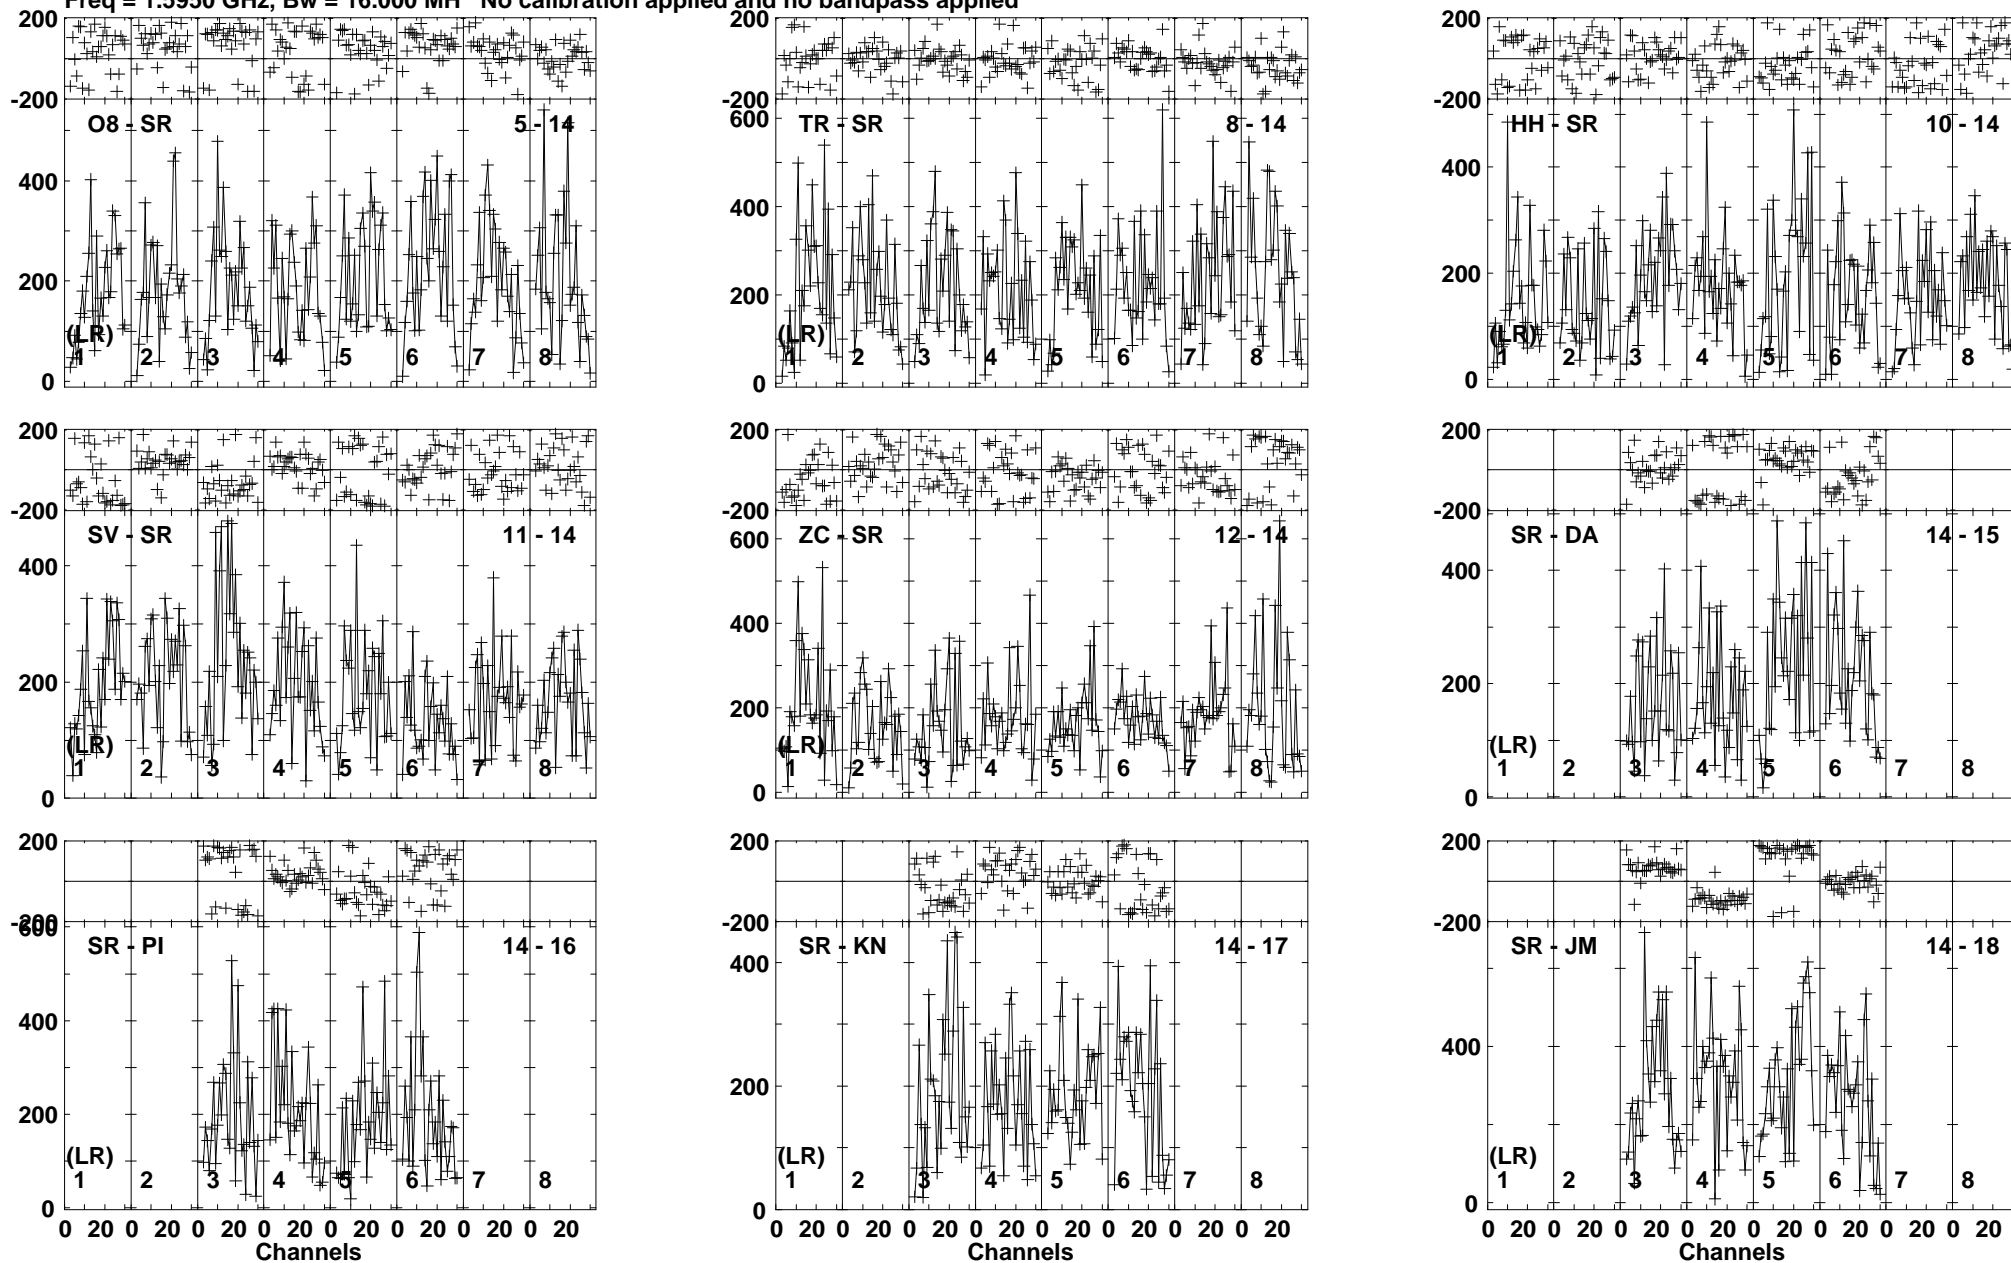 Freq = 1.5950 GHz, Bw = 16.000 MH No calibration applied and no bandpass applied
200 200 200
-200 -200 -200
O8 - SR 5 - 14 TR - SR 8 - 14 HH - SR 10 - 14
600
400 400 400
200 200 200
(LR) (LR) (LR)
1 2 3 4 5 6 7 8 1 2 3 4 5 6 7 8 1 2 3 4 5 6 7 8
0 0 0
200 200 200
-200 -200 -200
SV - SR 11 - 14 ZC - SR 12 - 14 SR - DA 14 - 15
600
400 400 400
200 200 200
(LR) (LR) (LR)
1 2 3 4 5 6 7 8 1 2 3 4 5 6 7 8 1 2 3 4 5 6 7 8
0 0 0
200 200 200
-200 -200 -200
600
SR - PI 14 - 16 SR - KN 14 - 17 SR - JM 14 - 18
400 400 400
200 200
(LR) (LR) (LR)
1 2 3 4 5 6 7 8 1 2 3 4 5 6 7 8 1 2 3 4 5 6 7 8
0 0 0
0 20 0 20 0 20 0 20 0 20 0 20 0 20 0 20 0 20 0 20 0 20 0 20 0 20 0 20 0 20 0 20 0 20 0 20 0 20 0 20 0 20 0 20 0 20 0 20
Channels Channels Channels